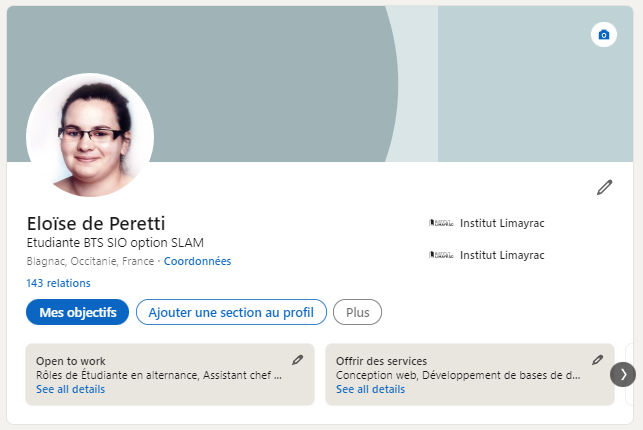 Eloïse de Peretti
Etudiante BTS SIO option SLAM
Blagnac, Occitanie, France · Coordonnées
143 relations
Institut Limayrac
Institut Limayrac
Mes objectifs
Ajouter une section au profil
Plus
Open to work
Rôles de Étudiante en alternance, Assistant chef ...
See all details
Offrir des services
Conception web, Développement de bases de d...
See all details